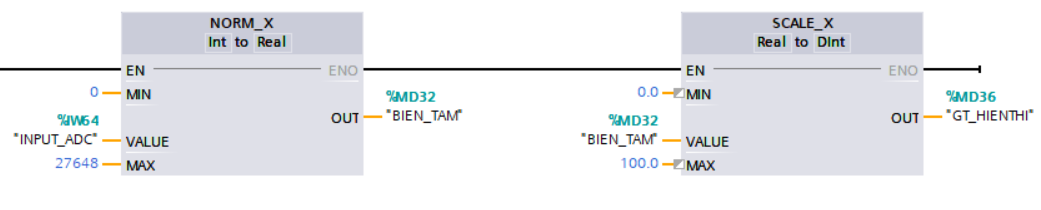 NORM_X
Int to Real
EN
ENO
0
MIN
%IW64
"INPUT_ADC"
VALUE
27648
MAX
OUT
%MD32
"BIEN_TAM"
SCALE_X
Real to DInt
EN
ENO
0.0
MIN
%MD32
"BIEN_TAM"
VALUE
100.0
MAX
OUT
%MD36
"GT_HIENTHI"